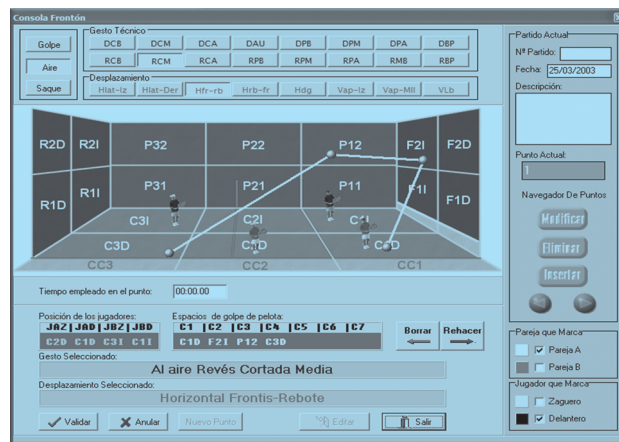 Consola Frontón
Golpe
Aire
Saque
Gesto Técnico
DCB DCM DCA DAU DPB DPM DPA DBP
RCB RCM RCA RPB RPM RPA RMB RBP
Desplazamiento
Hlat-Iz Hlat-Der Hfr-rb Hrb-fr Hdg Vap-Iz Vap-Mll VLb
R2D R2I P32 P22 P12 F2I F2D
R1D R1I P31 P21 P11 F1I F1D
C3I C2I C1I
C3D C2D C1D
CC3 CC2 CC1
Tiempo empleado en el punto: 00:00.00
Posición de los jugadores:
JAZ|JAD|JBZ|JBD
C2D C1D C3I C1I
Espacios de golpe de pelota:
C1 |C2 |C3 |C4 |C5 |C6 |C7
C1D F2I P12 C3D
Borrar
Rehacer
Gesto Seleccionado:
Al aire Revés Cortada Media
Desplazamiento Seleccionado:
Horizontal Frontis-Rebote
Validar Anular Nuevo Punto Editar Salir
Partido Actual
Nº Partido:
Fecha: 25/03/2003
Descripción:
Punto Actual:
1
Navegador De Puntos
Modificar
Eliminar
Insertar
Pareja que Marca
Pareja A
Pareja B
Jugador que Marca
Zaguero
Delantero